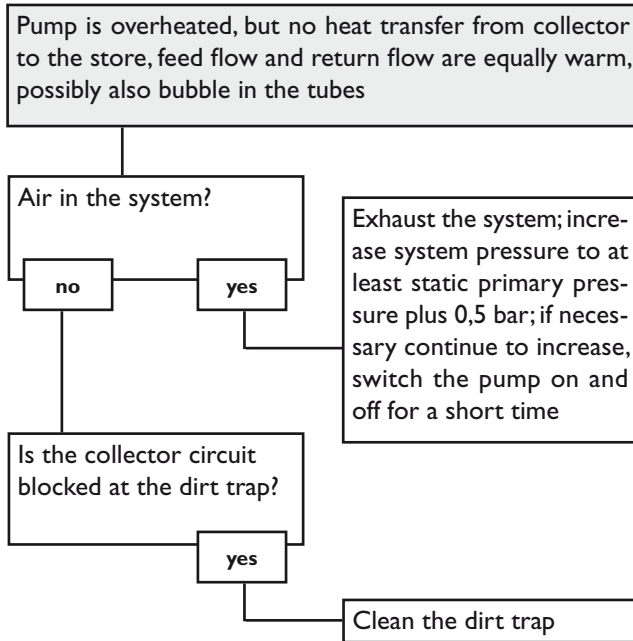 Pump is overheated, but no heat transfer from collector
to the store, feed flow and return flow are equally warm,
possibly also bubble in the tubes
Air in the system?
no
yes
Exhaust the system; incre-
ase system pressure to at
least static primary pres-
sure plus 0,5 bar; if neces-
sary continue to increase,
switch the pump on and
off for a short time
Is the collector circuit
blocked at the dirt trap?
yes
Clean the dirt trap